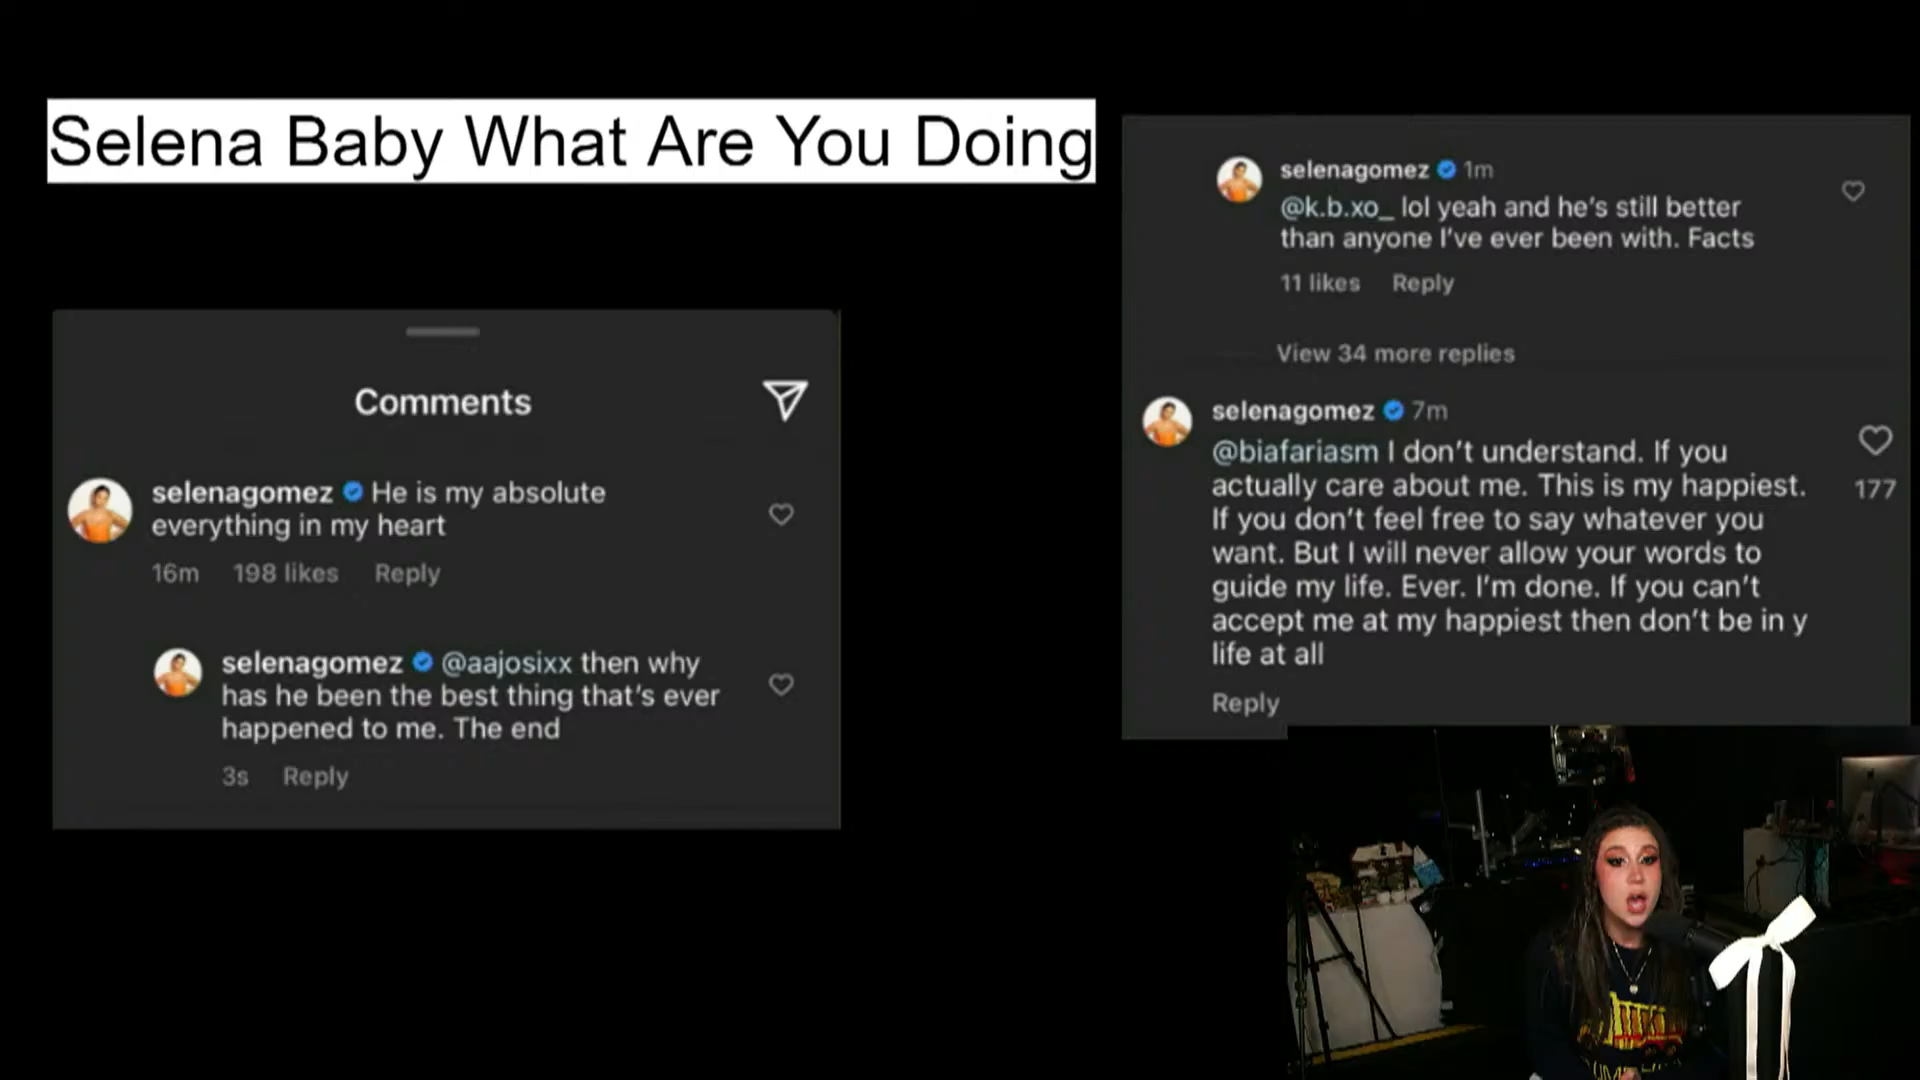 Selena Baby What Are You Doing
Comments
selenagomez He is my absolute
everything in my heart
16m 198 likes Reply
selenagomez @aajosixx then why
has he been the best thing that's ever
happened to me. The end
3s Reply
selenagomez 1m
@k.b.xo_ lol yeah and he's still better
than anyone I've ever been with. Facts
11 likes Reply
View 34 more replies
selenagomez 7m
@biafariasm I don't understand. If you
actually care about me. This is my happiest.
If you don't feel free to say whatever you
want. But I will never allow your words to
guide my life. Ever. I'm done. If you can't
accept me at my happiest then don't be in y
life at all
177
Reply